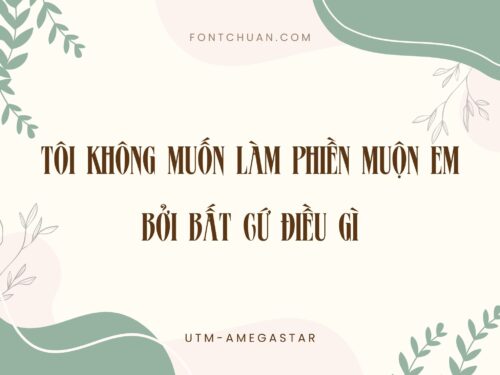 FONTCHUAN.COM
TÔI KHÔNG MUỐN LÀM PHIỀN MUỘN EM
BỞI BẤT CỨ ĐIỀU GÌ
UTM-AMEGASTAR